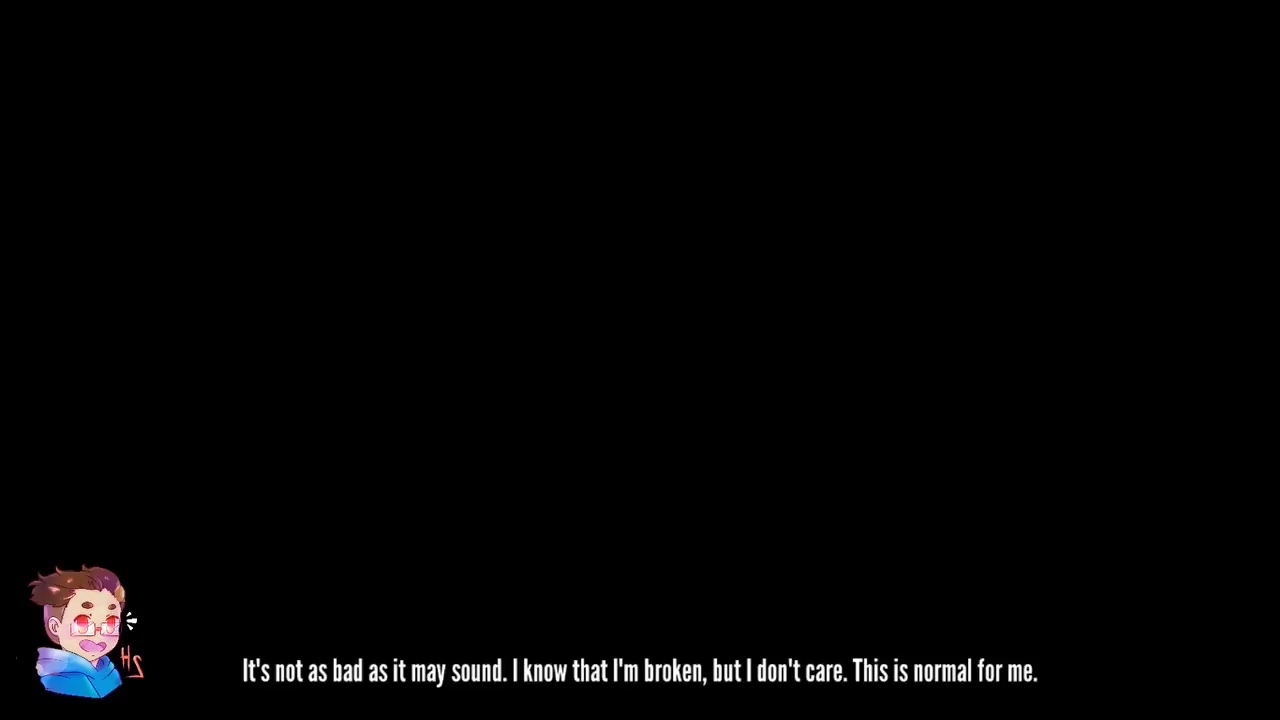 HS
It's not as bad as it may sound. I know that I'm broken, but I don't care. This is normal for me.